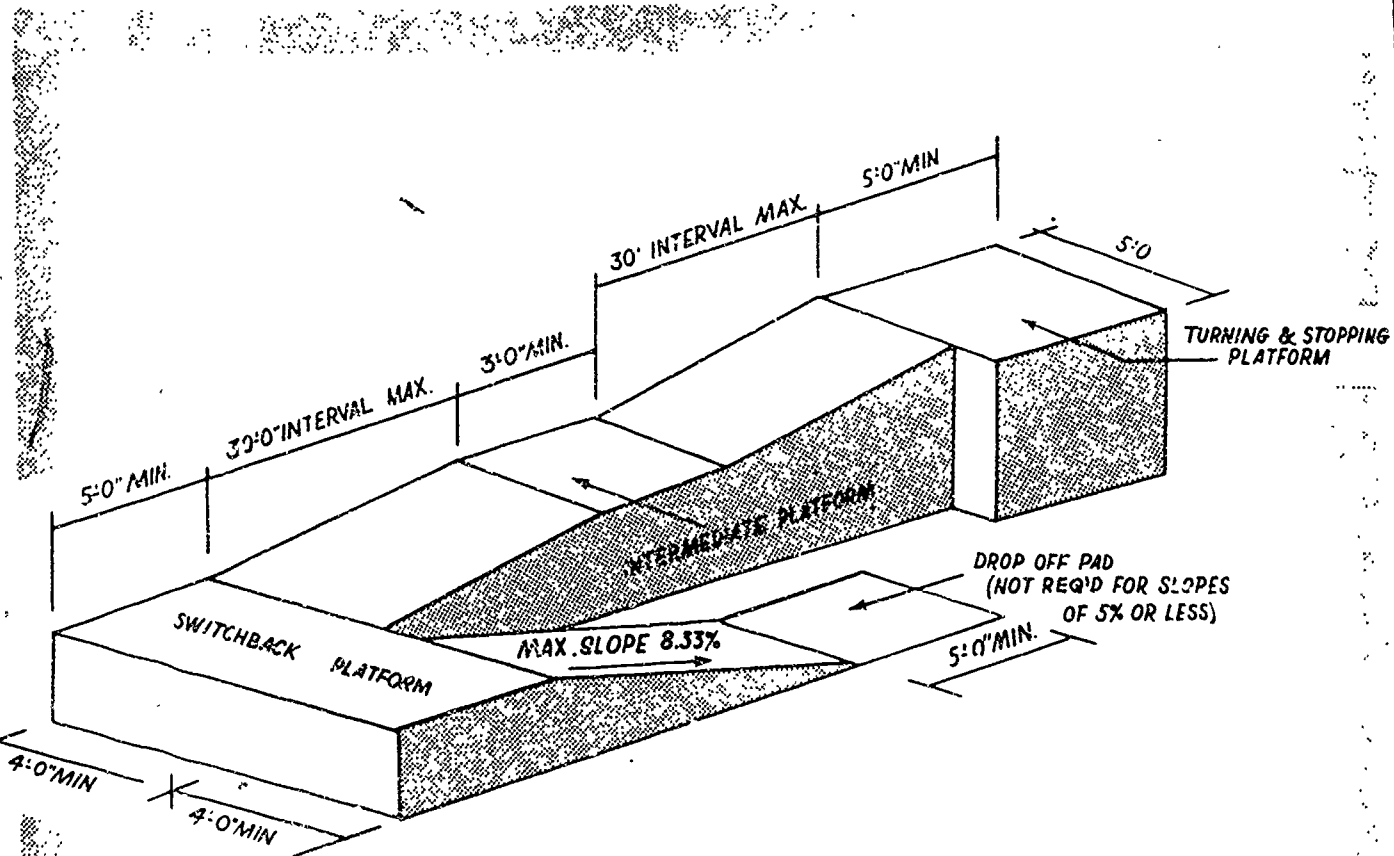 5'-0" MIN
30' INTERVAL MAX.
5'-0
3'-0" MIN.
TURNING & STOPPING
PLATFORM
30'-0" INTERVAL MAX.
5'-0" MIN.
INTERMEDIATE PLATFORM
DROP OFF PAD
(NOT REQ'D FOR SLOPES
OF 5% OR LESS)
SWITCHBACK PLATFORM
MAX. SLOPE 8.33%
5'-0" MIN.
4'-0" MIN
4'-0" MIN